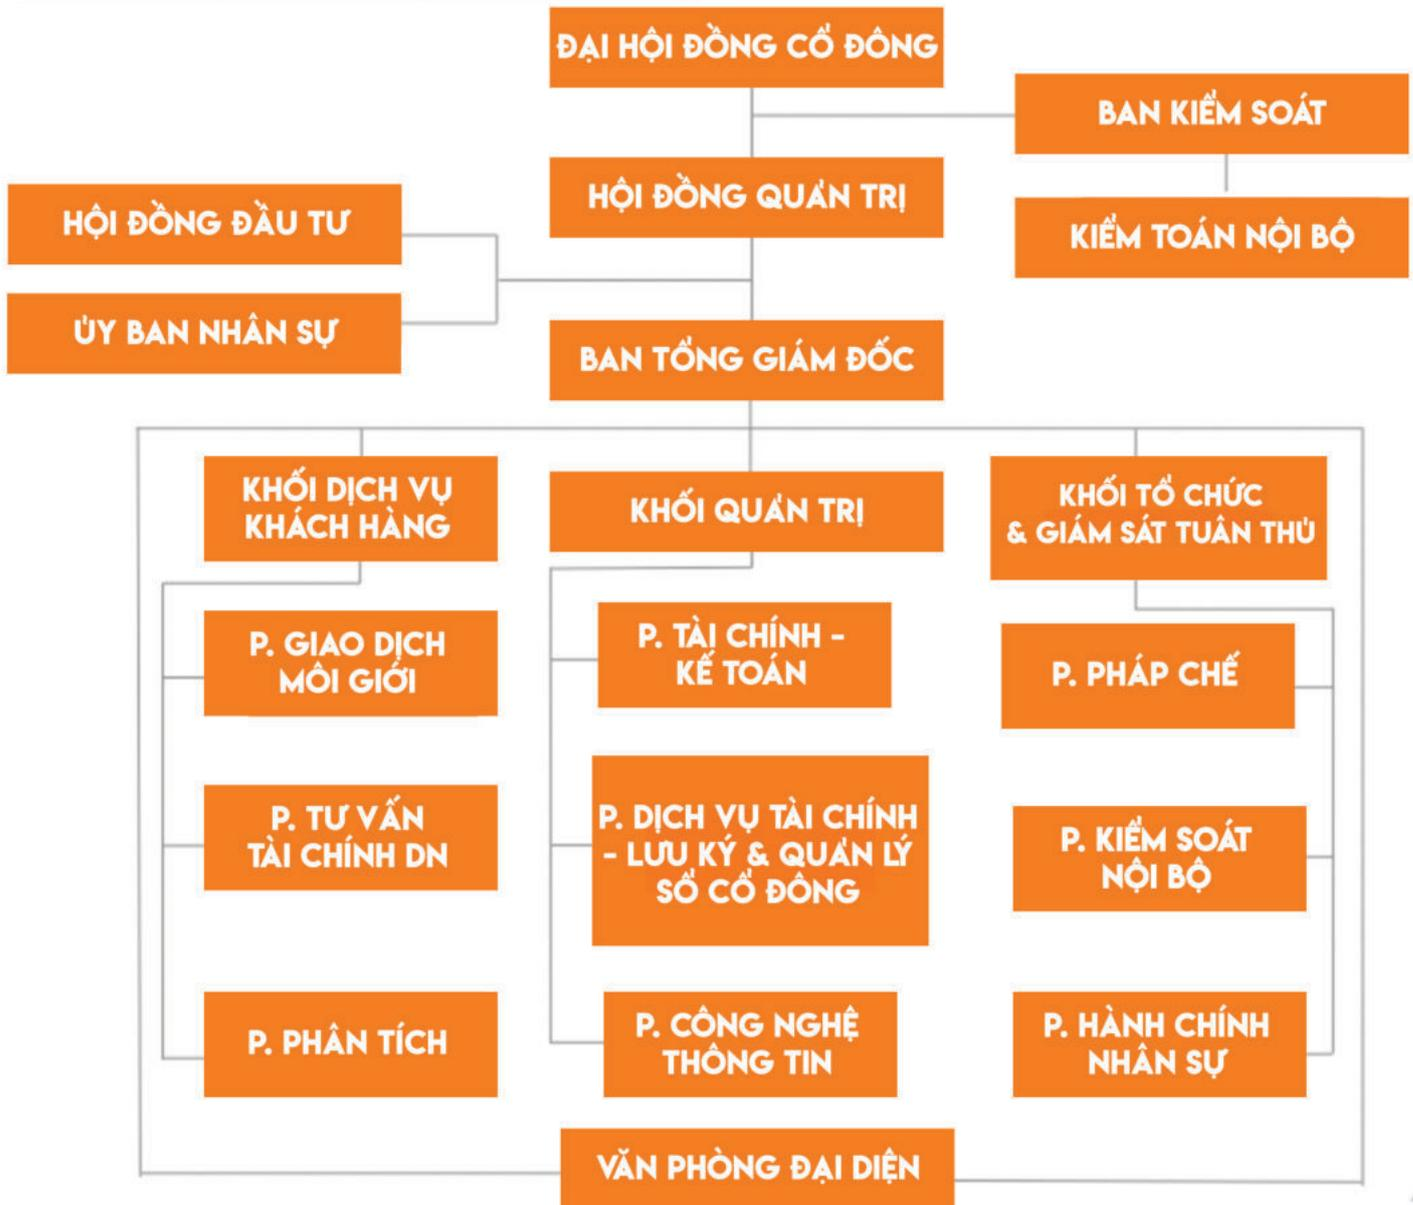 ĐẠI HỘI ĐỒNG CỔ ĐÔNG
BAN KIỂM SOÁT
HỘI ĐỒNG QUẢN TRỊ
HỘI ĐỒNG ĐẦU TƯ
KIỂM TOÁN NỘI BỘ
ỦY BAN NHÂN SỰ
BAN TỔNG GIÁM ĐỐC
KHỐI DỊCH VỤ
KHÁCH HÀNG
KHỐI QUẢN TRỊ
KHỐI TỔ CHỨC
& GIÁM SÁT TUÂN THỦ
P. GIAO DỊCH
MÔI GIỚI
P. TÀI CHÍNH -
KẾ TOÁN
P. PHÁP CHẾ
P. TƯ VẤN
TÀI CHÍNH DN
P. DỊCH VỤ TÀI CHÍNH
- LƯU KÝ & QUẢN LÝ
SỔ CỔ ĐÔNG
P. KIỂM SOÁT
NỘI BỘ
P. PHÂN TÍCH
P. CÔNG NGHỆ
THÔNG TIN
P. HÀNH CHÍNH
NHÂN SỰ
VĂN PHÒNG ĐẠI DIỆN